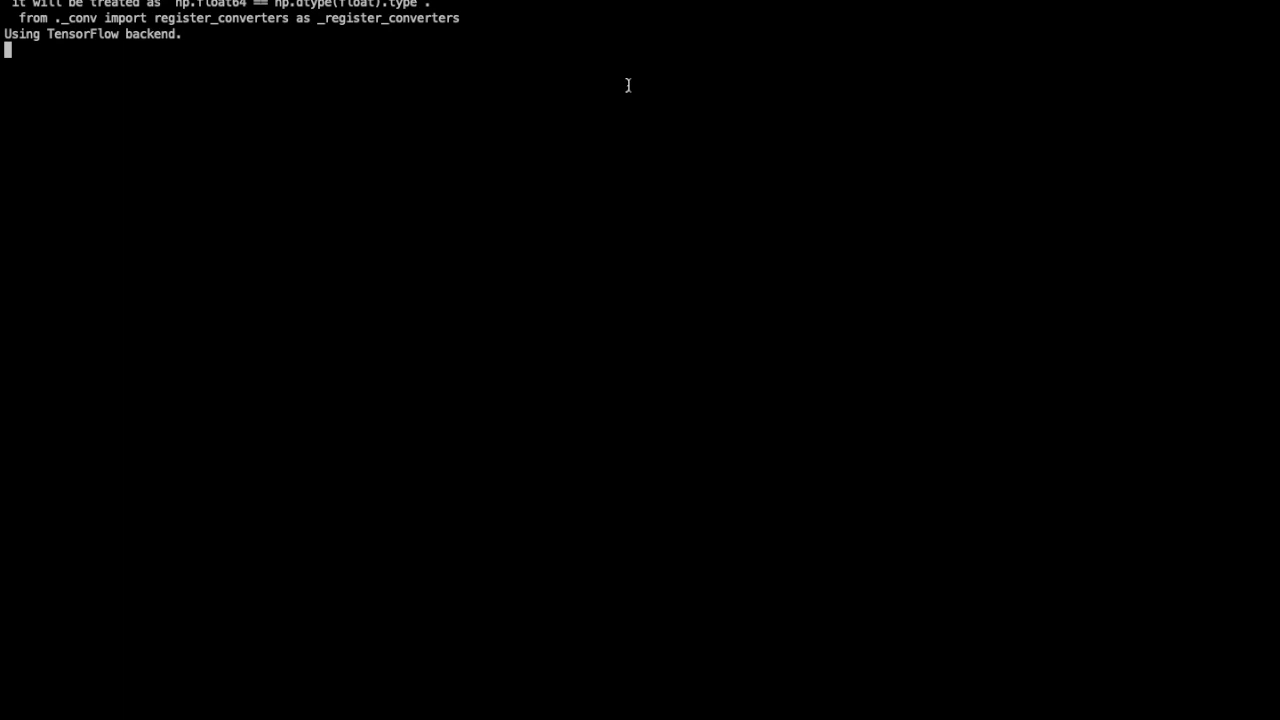 it will be treated as `np.float64 == np.dtype(float).type`.
from ._conv import register_converters as _register_converters
Using TensorFlow backend.